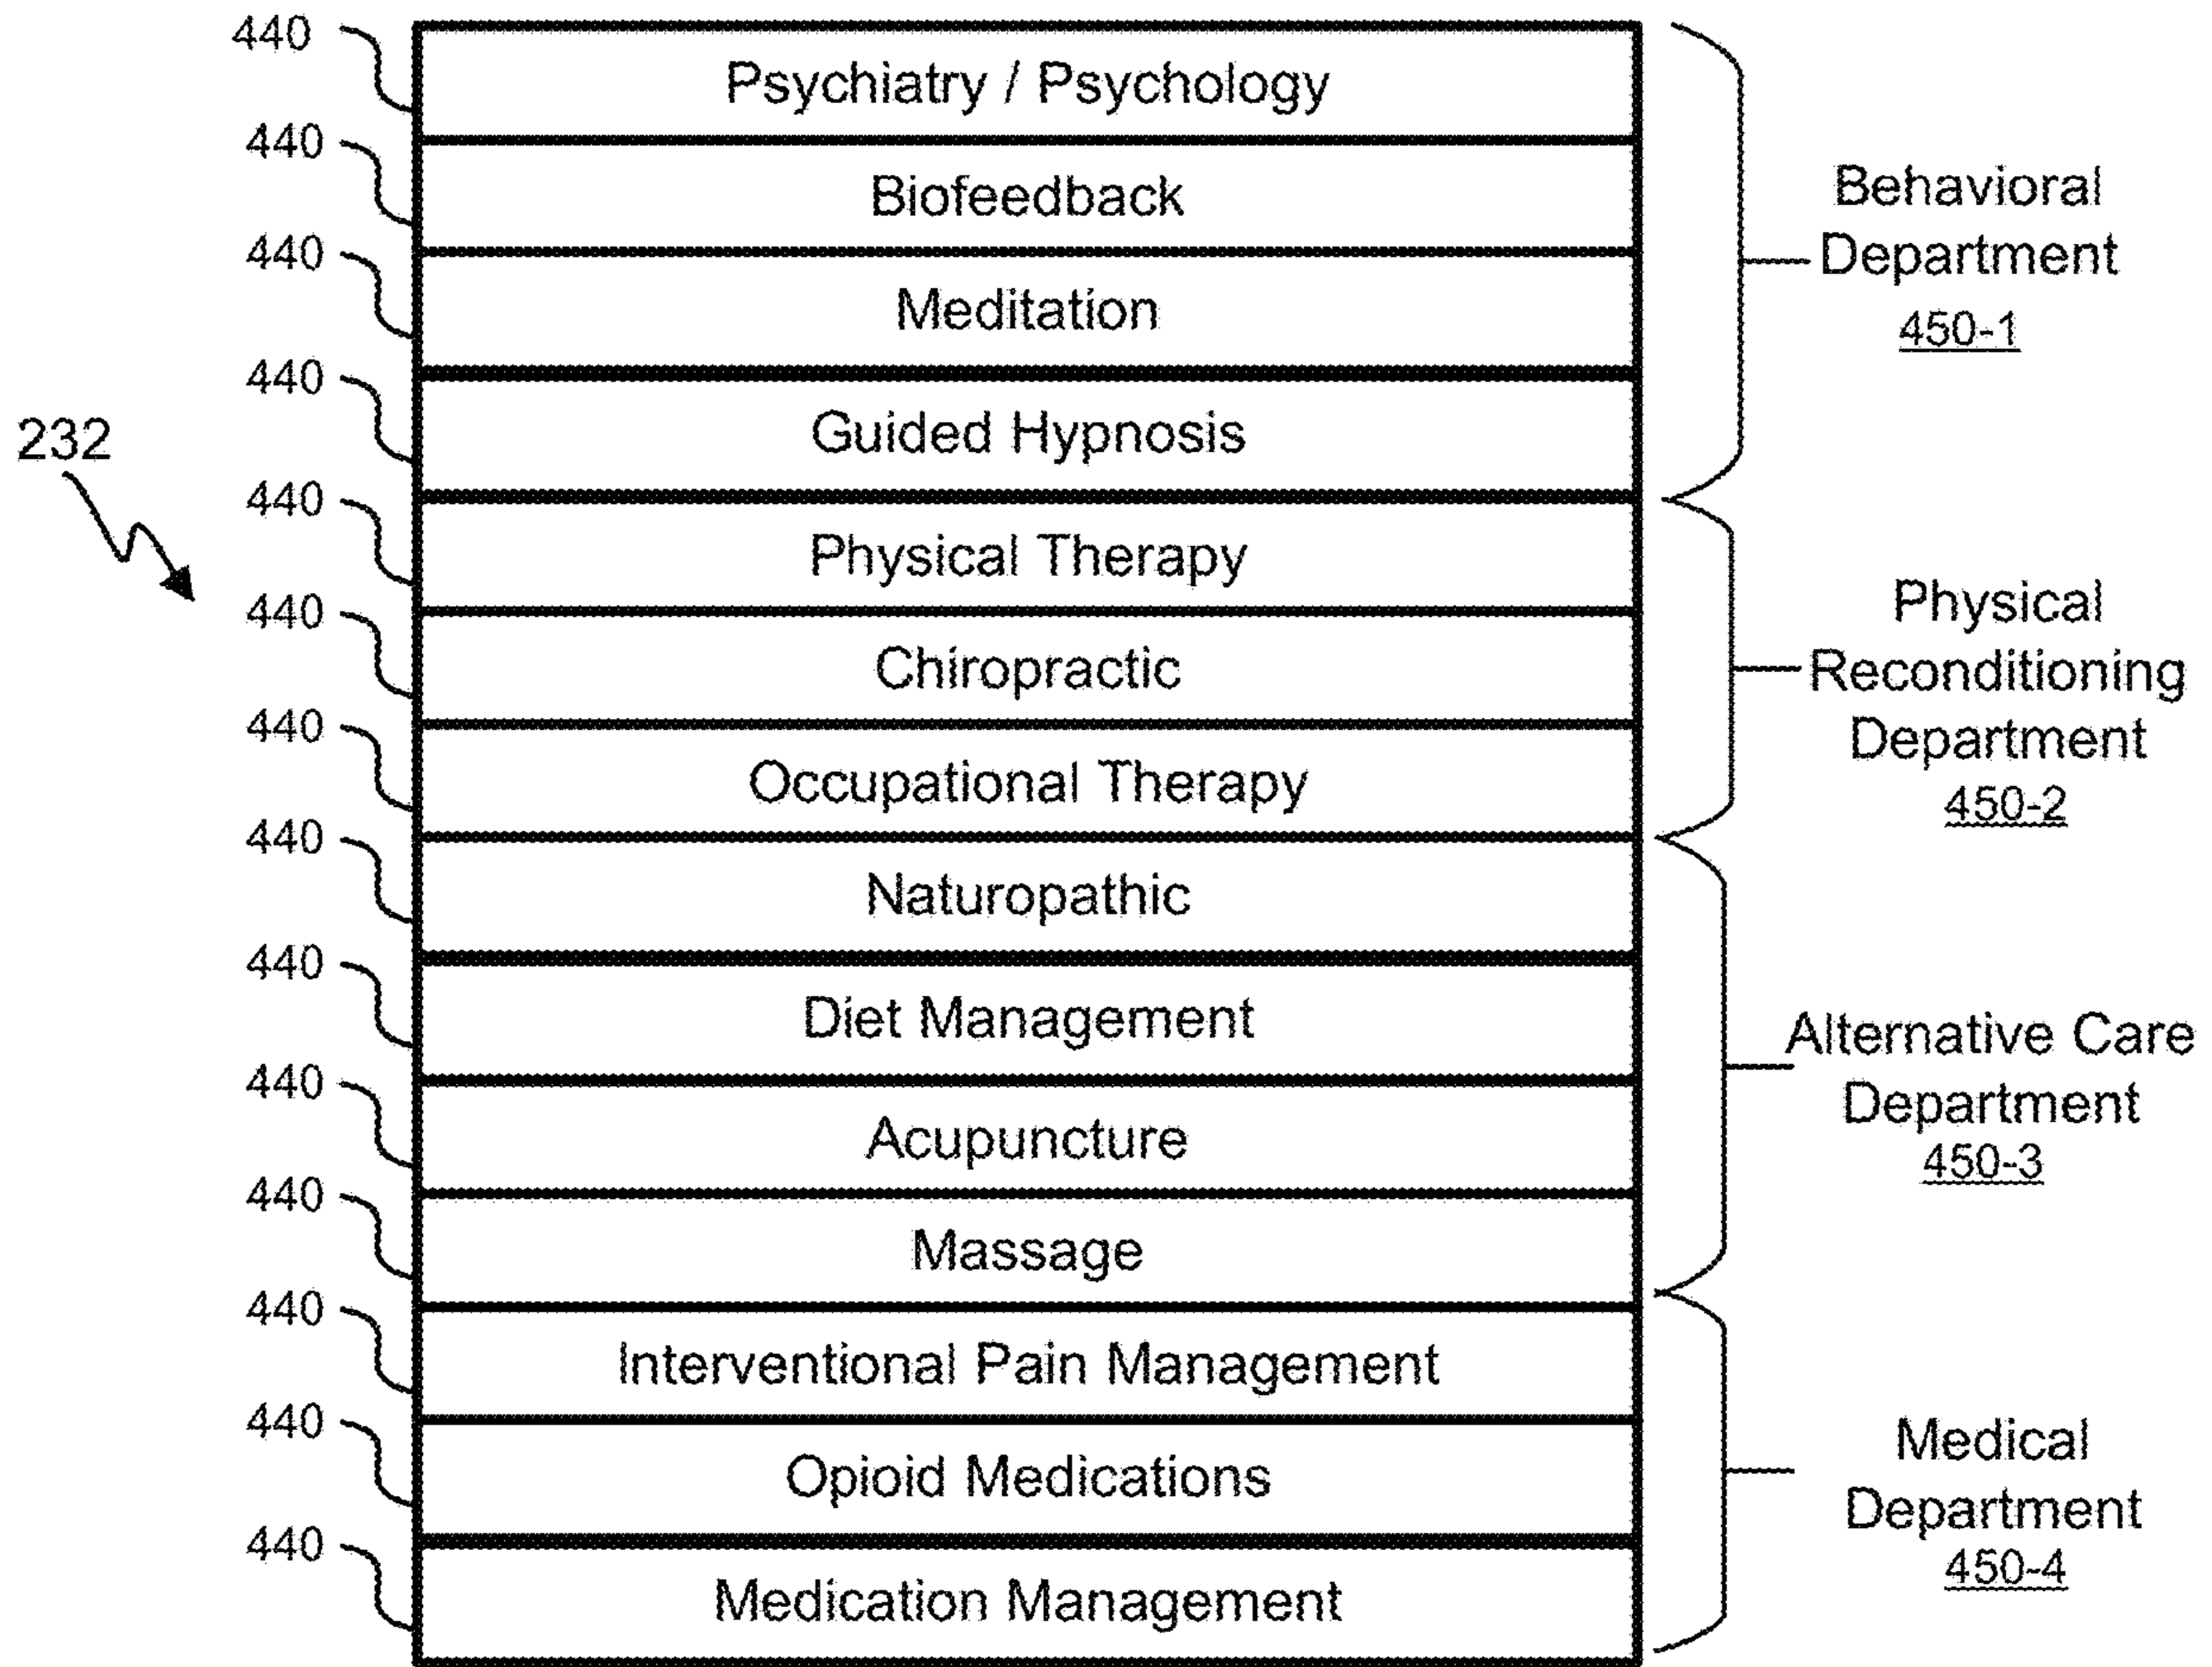 440
Psychiatry / Psychology
440
Biofeedback
440
Meditation
440
Guided Hypnosis
Behavioral
Department
450-1
232
440
Physical Therapy
440
Chiropractic
440
Occupational Therapy
Physical
Reconditioning
Department
450-2
440
Naturopathic
440
Diet Management
440
Acupuncture
440
Massage
Alternative Care
Department
450-3
440
Interventional Pain Management
440
Opioid Medications
440
Medication Management
Medical
Department
450-4